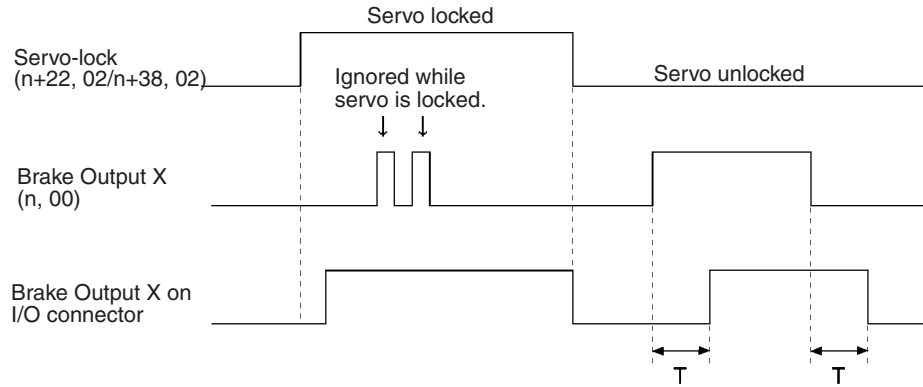 Servo locked
Servo-lock
(n+22, 02/n+38, 02)
Ignored while
servo is locked.
Servo unlocked
Brake Output X
(n, 00)
Brake Output X on
I/O connector
T
T